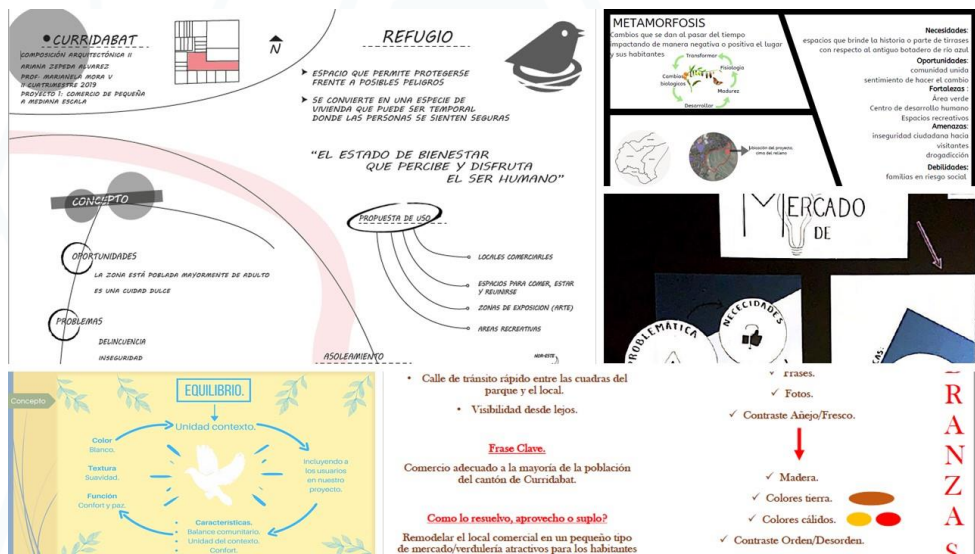 CURRIDABAT
COMPOSICIÓN ARQUITECTÓNICA II
ARIANA ZEPEDA ALVAREZ
PROF. MARIANELA MORA V
II CUATRIMESTRE 2019
PROYECTO 1: COMERCIO DE PEQUEÑA
A MEDIANA ESCALA
N
REFUGIO
ESPACIO QUE PERMITE PROTEGERSE
FRENTE A POSIBLES PELIGROS
SE CONVIERTE EN UNA ESPECIE DE
VIVIENDA QUE PUEDE SER TEMPORAL
DONDE LAS PERSONAS SE SIENTEN SEGURAS
"EL ESTADO DE BIENESTAR
QUE PERCIBE Y DISFRUTA
EL SER HUMANO"
CONCEPTO
OPORTUNIDADES
LA ZONA ESTÁ POBLADA MAYORMENTE DE ADULTO
ES UNA CUIDAD DULCE
PROBLEMAS
DELINCUENCIA
INSEGURIDAD
PROPUESTA DE USO
LOCALES COMERCIARLES
ESPACIOS PARA COMER, ESTAR
Y REUINIRSE
ZONAS DE EXPOSICION (ARTE)
AREAS RECREATIVAS
ASOLEAMIENTO
METAMORFOSIS
Cambios que se dan al pasar del tiempo
impactando de manera negativa o positiva el lugar
y sus habitantes
Transformar
Fisiología
Madurez
Desarrollar
Cambios
biologicos
Ubicación del proyecto,
cima del relleno
Necesidades:
espacios que brinde la historia o parte de tirrases
con respecto al antiguo botadero de río azul
Oportunidades:
comunidad unida
sentimiento de hacer el cambio
Fortalezas :
Área verde
Centro de desarrollo humano
Espacios recreativos
Amenazas:
inseguridad ciudadana hacia
visitantes
drogadicción
Debilidades:
familias en riesgo social
MERCADO
DE
PROBLEMÁTICA
NECECIDADES
CAS:
Concepto
EQUILIBRIO.
Unidad contexto.
Color
Blanco.
Textura
Suavidad.
Función
Confort y paz.
Incluyendo a
los usuarios
en nuestro
proyecto.
Características.
Balance comunitario.
Unidad del contexto.
Confort.
• Calle de tránsito rápido entre las cuadras del
parque y el local.
• Visibilidad desde lejos.
Frase Clave.
Comercio adecuado a la mayoría de la población
del cantón de Curridabat.
Como lo resuelvo, aprovecho o suplo?
Remodelar el local comercial en un pequeño tipo
de mercado/verdulería atractivos para los habitantes
✓ Frases.
✓ Fotos.
✓ Contraste Añejo/Fresco.
✓ Madera.
✓ Colores tierra.
✓ Colores cálidos.
✓ Contraste Orden/Desorden.
RANZAS